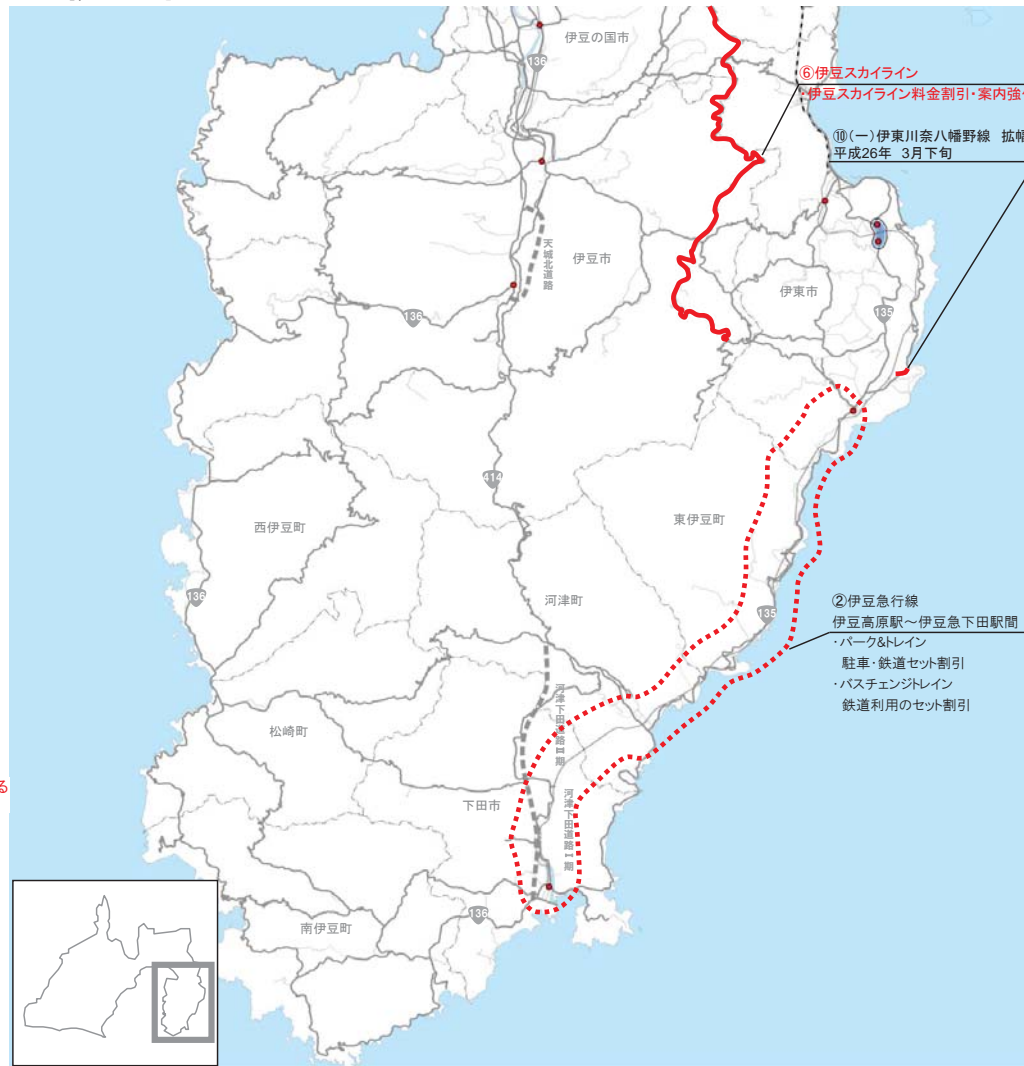 伊豆の国市
136
⑥伊豆スカイライン
・伊豆スカイライン料金割引・案内強
⑩(一)伊東川奈八幡野線 拡幅
平成26年 3月下旬
天城北道路
伊豆市
伊東市
135
136
414
東伊豆町
西伊豆町
136
河津町
135
②伊豆急行線
伊豆高原駅～伊豆急下田駅間
・パーク&トレイン
駐車・鉄道セット割引
・バスチェンジトレイン
鉄道利用のセット割引
河津下田道路Ⅱ期
松崎町
る
下田市
河津下田道路Ⅰ期
136
南伊豆町